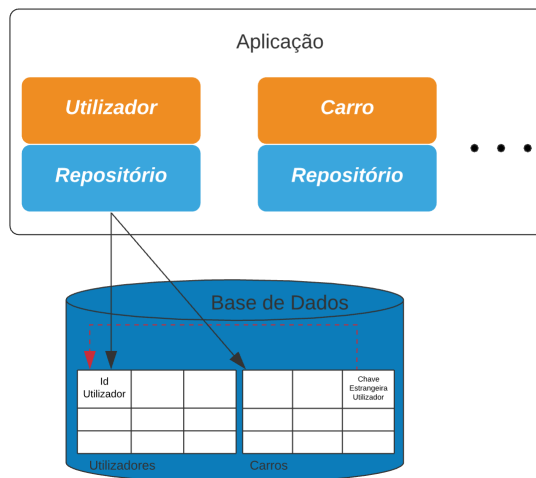 Aplicação
Utilizador
Carro
Repositório
Repositório
Base de Dados
Id
Utilizador
Chave
Estrangeira
Utilizador
Utilizadores
Carros